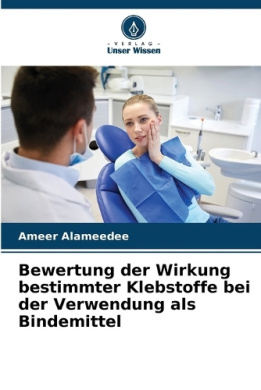 VERLAG
Unser Wissen
Ameer Alameedee
Bewertung der Wirkung
bestimmter Klebstoffe bei
der Verwendung als
Bindemittel